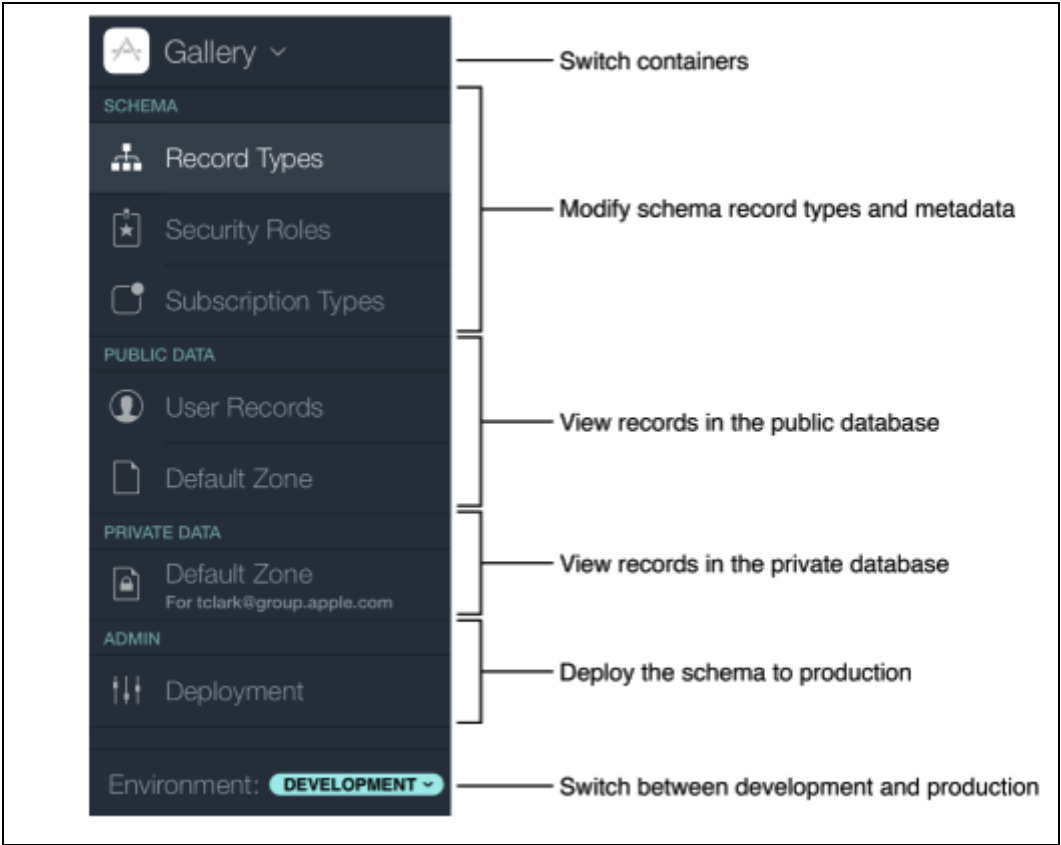 Gallery
Switch containers
SCHEMA
Record Types
Security Roles
Subscription Types
Modify schema record types and metadata
PUBLIC DATA
User Records
Default Zone
View records in the public database
PRIVATE DATA
Default Zone
For tclark@group.apple.com
View records in the private database
ADMIN
Deployment
Deploy the schema to production
Environment: DEVELOPMENT
Switch between development and production